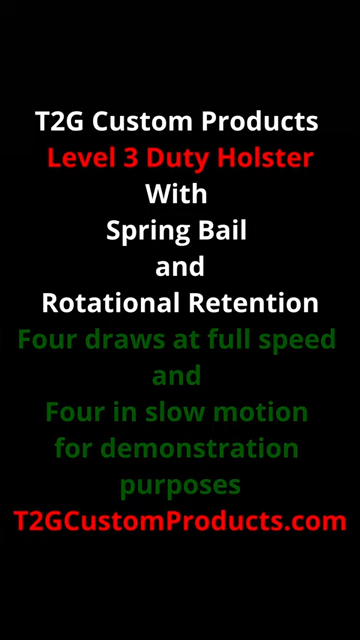 T2G Custom Products
Level 3 Duty Holster
With
Spring Bail
and
Rotational Retention
Four draws at full speed
and
Four in slow motion
for demonstration
purposes
T2GCustomProducts.com